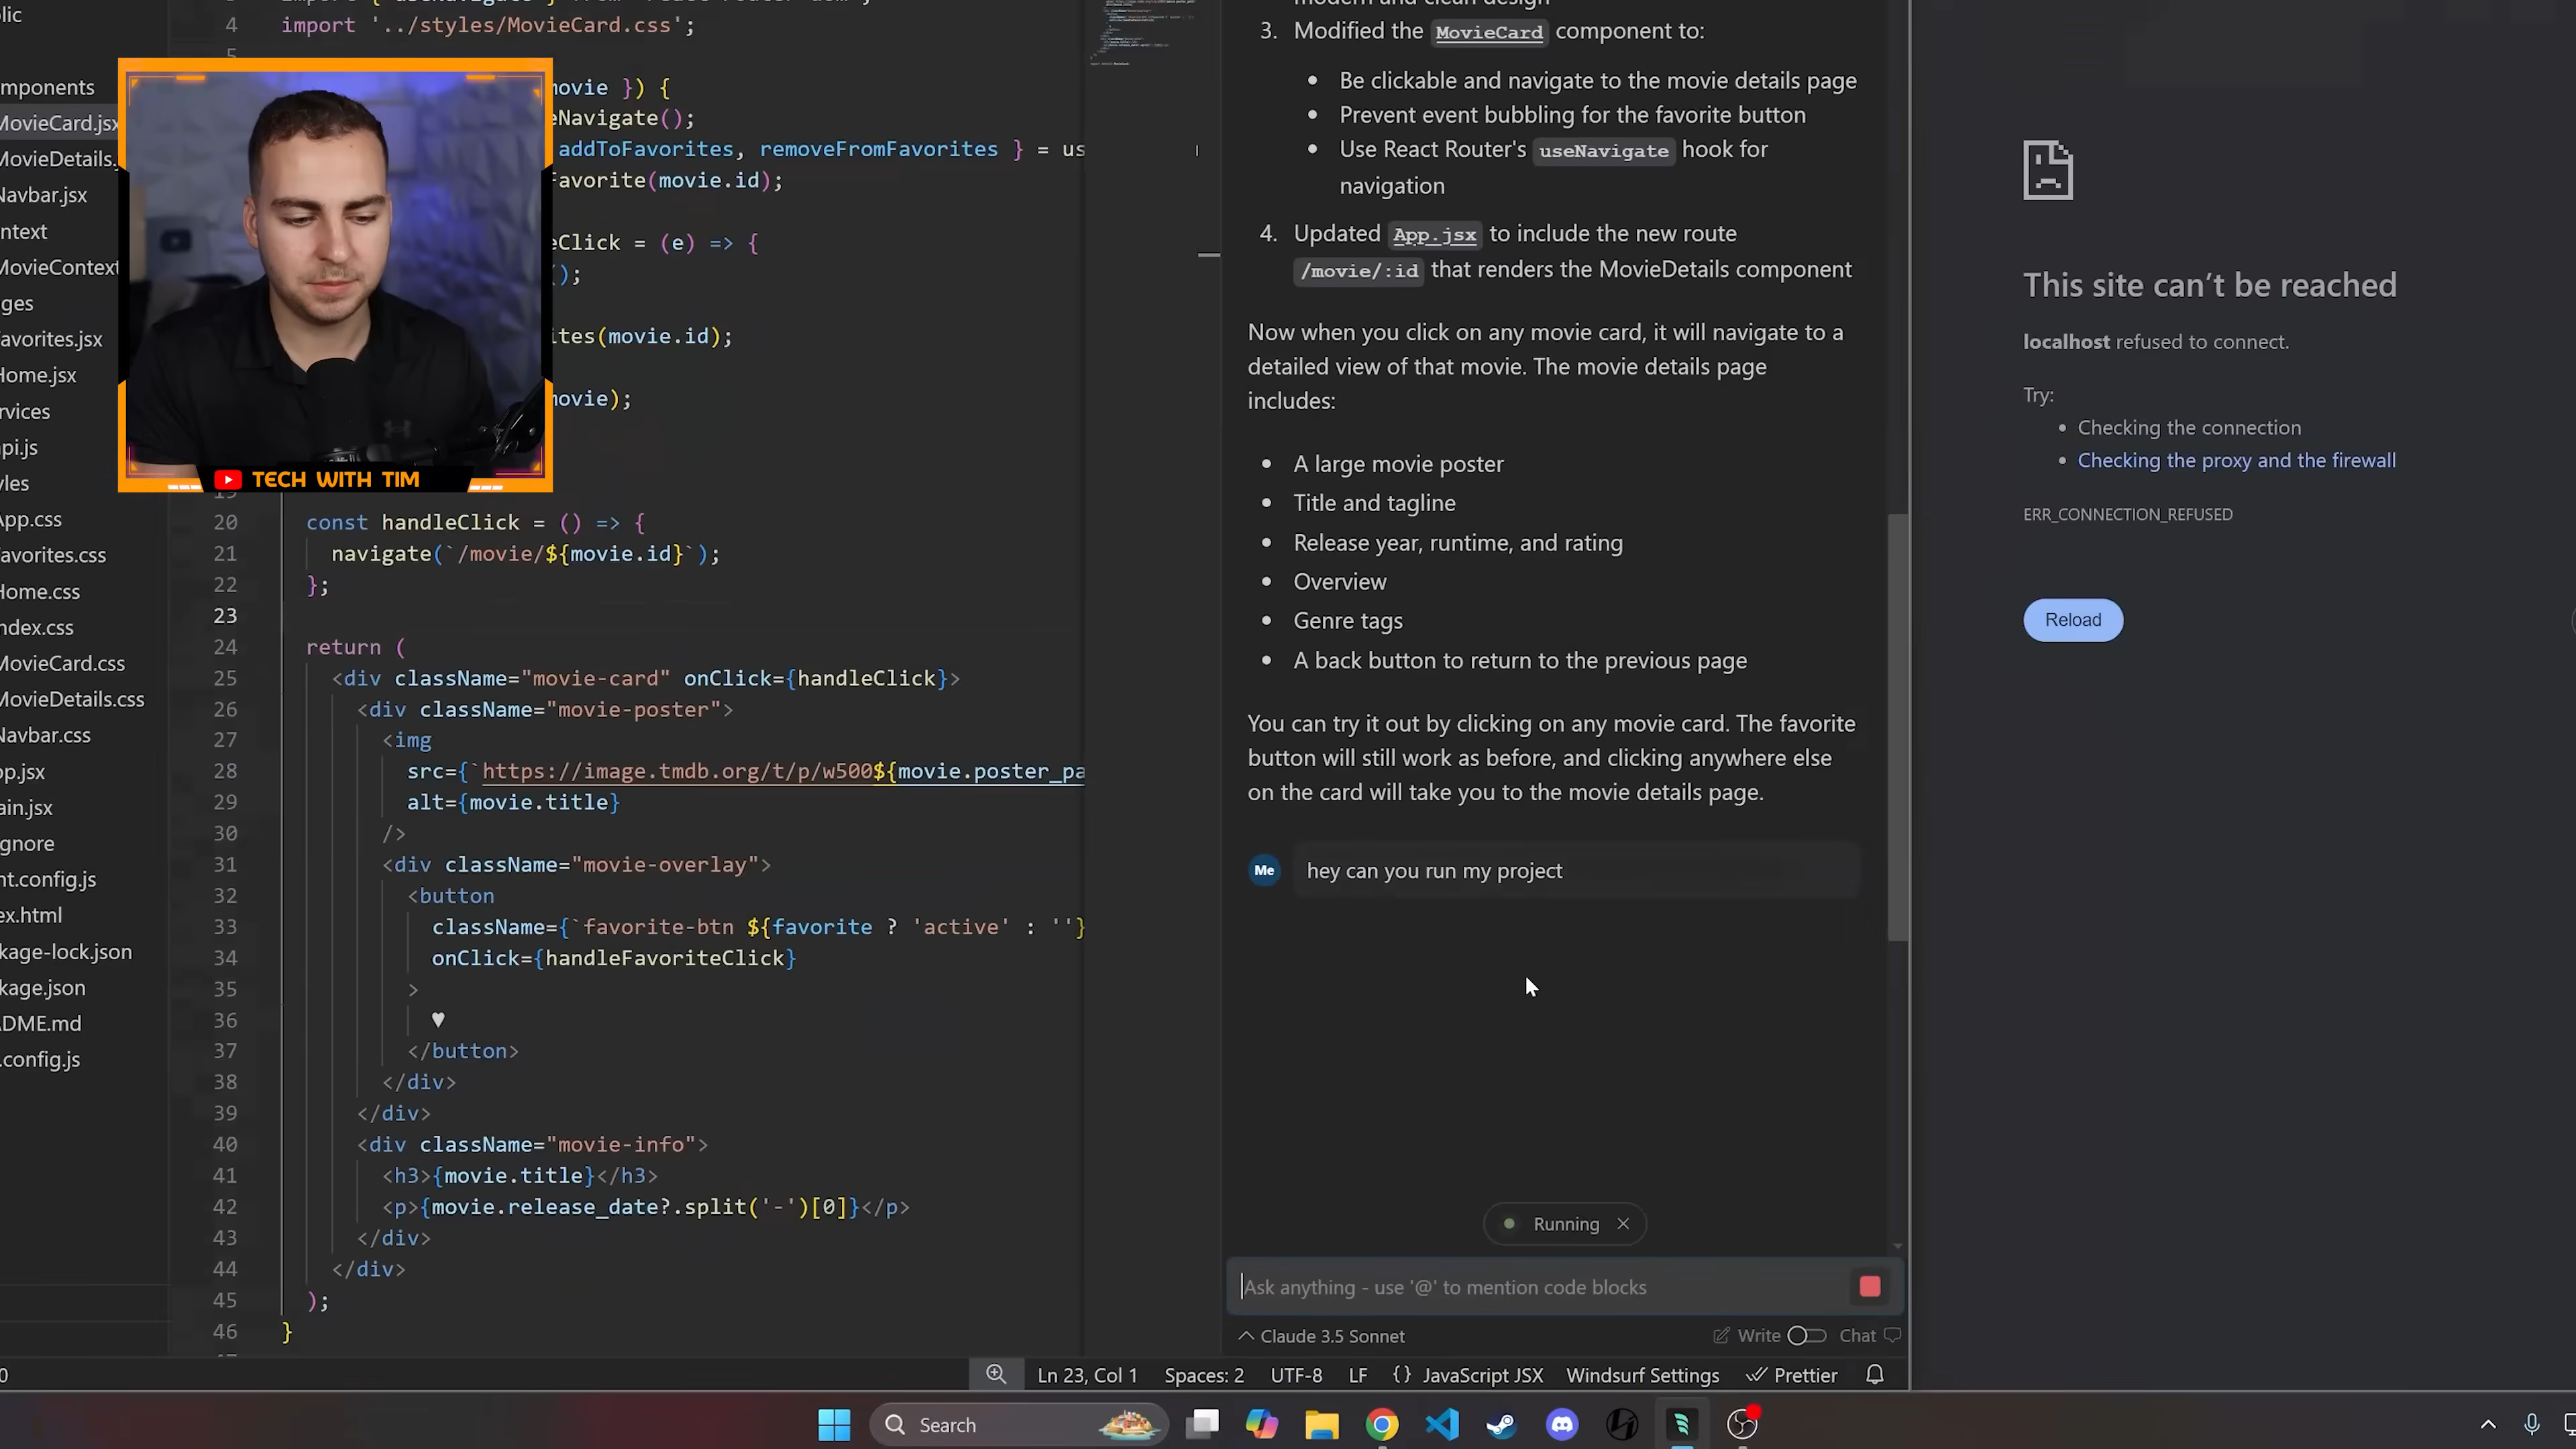 plic
4 import '../styles/MovieCard.css';
5
mponents
MovieCard.jsx
MovieDetails.
Navbar.jsx
ntext
MovieContext
ges
avorites.jsx
Home.jsx
rvices
pi.js
yles
App.css
avorites.css
Home.css
ndex.css
MovieCard.css
MovieDetails.css
Navbar.css
pp.jsx
ain.jsx
gnore
nt.config.js
ex.html
kage-lock.json
kage.json
DME.md
.config.js
TECH WITH TIM
movie }) {
eNavigate();
addToFavorites, removeFromFavorites } = us
avorite(movie.id);
eClick = (e) => {
();
ites(movie.id);
movie);
19
20 const handleClick = () => {
21 navigate(`/movie/${movie.id}`);
22 };
23
24 return (
25 <div className="movie-card" onClick={handleClick}>
26 <div className="movie-poster">
27 <img
28 src={`https://image.tmdb.org/t/p/w500${movie.poster_pa
29 alt={movie.title}
30 />
31 <div className="movie-overlay">
32 <button
33 className={`favorite-btn ${favorite ? 'active' : ''}
34 onClick={handleFavoriteClick}
35 >
36 ♥
37 </button>
38 </div>
39 </div>
40 <div className="movie-info">
41 <h3>{movie.title}</h3>
42 <p>{movie.release_date?.split('-')[0]}</p>
43 </div>
44 </div>
45 );
46 }
modern and clean design
3. Modified the MovieCard component to:
• Be clickable and navigate to the movie details page
• Prevent event bubbling for the favorite button
• Use React Router's useNavigate hook for
navigation
4. Updated App.jsx to include the new route
/movie/:id that renders the MovieDetails component
Now when you click on any movie card, it will navigate to a
detailed view of that movie. The movie details page
includes:
• A large movie poster
• Title and tagline
• Release year, runtime, and rating
• Overview
• Genre tags
• A back button to return to the previous page
You can try it out by clicking on any movie card. The favorite
button will still work as before, and clicking anywhere else
on the card will take you to the movie details page.
Me hey can you run my project
Running
Ask anything - use '@' to mention code blocks
Claude 3.5 Sonnet Write Chat
This site can't be reached
localhost refused to connect.
Try:
• Checking the connection
• Checking the proxy and the firewall
ERR_CONNECTION_REFUSED
Reload
0 Ln 23, Col 1 Spaces: 2 UTF-8 LF {} JavaScript JSX Windsurf Settings Prettier
Search